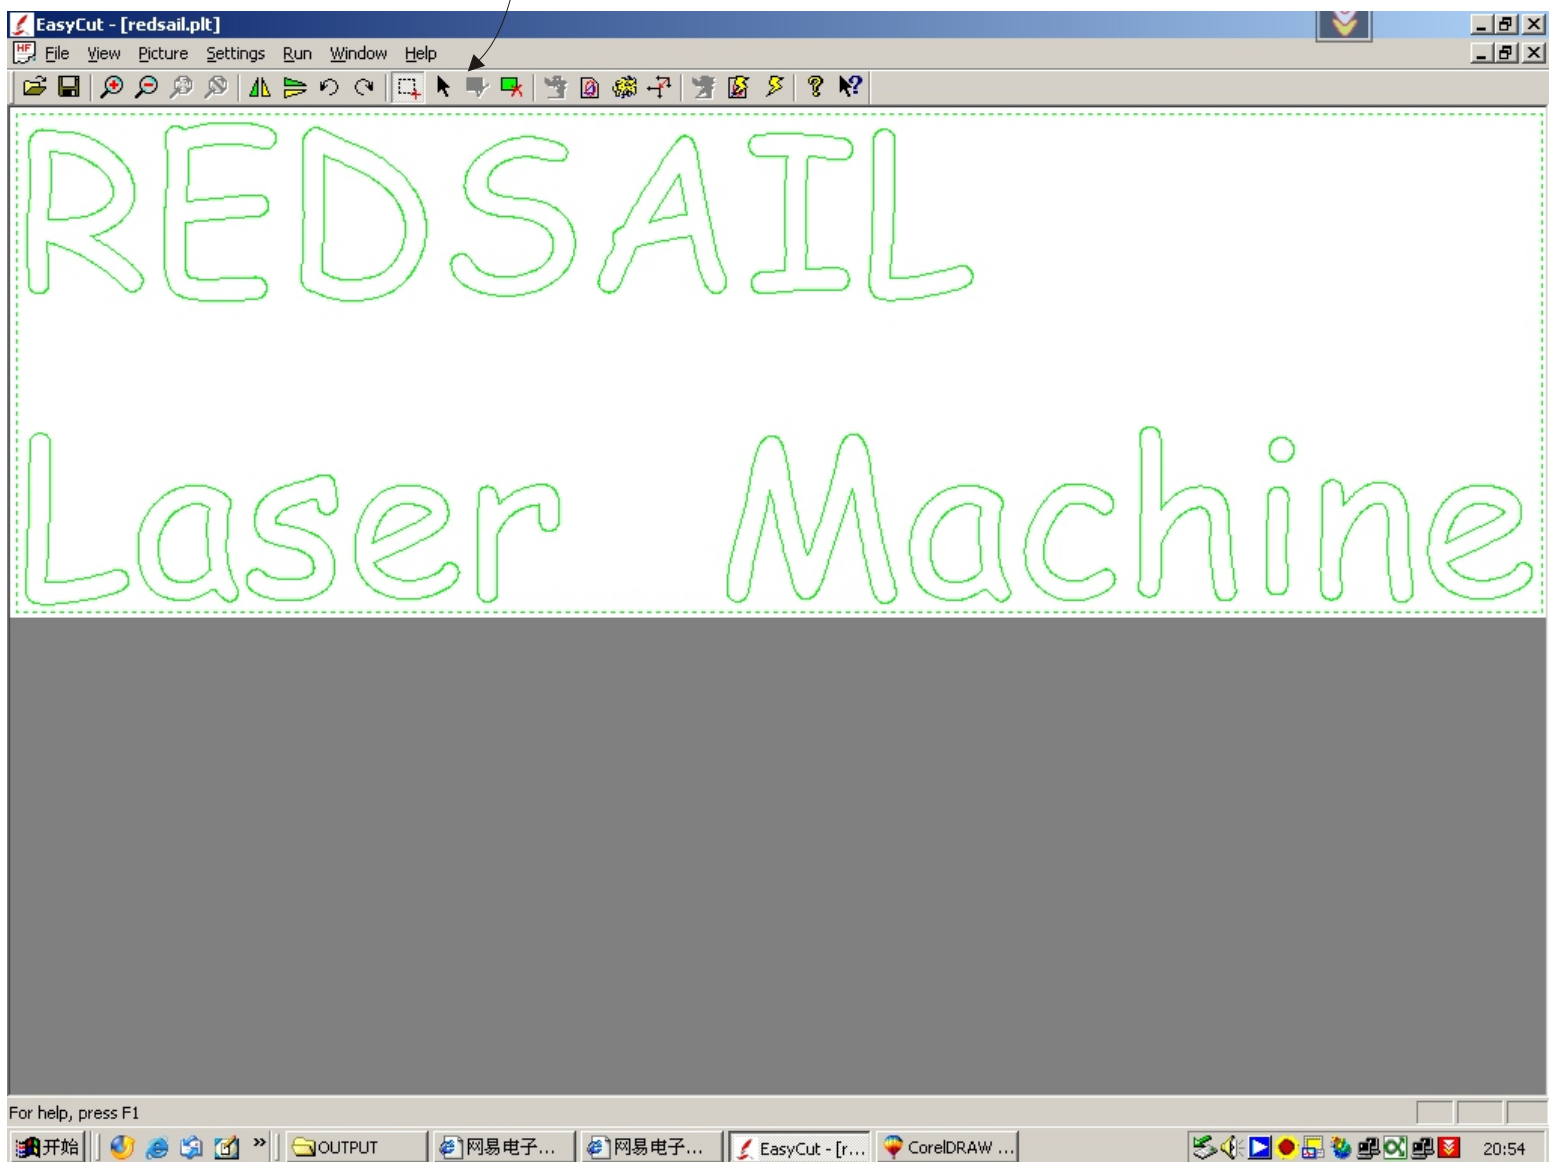 EasyCut - [redsail.plt]
HF File View Picture Settings Run Window Help
REDSAIL
Laser Machine
For help, press F1
开始 » OUTPUT 网易电子... 网易电子... EasyCut - [r... CorelDRAW ... 20:54